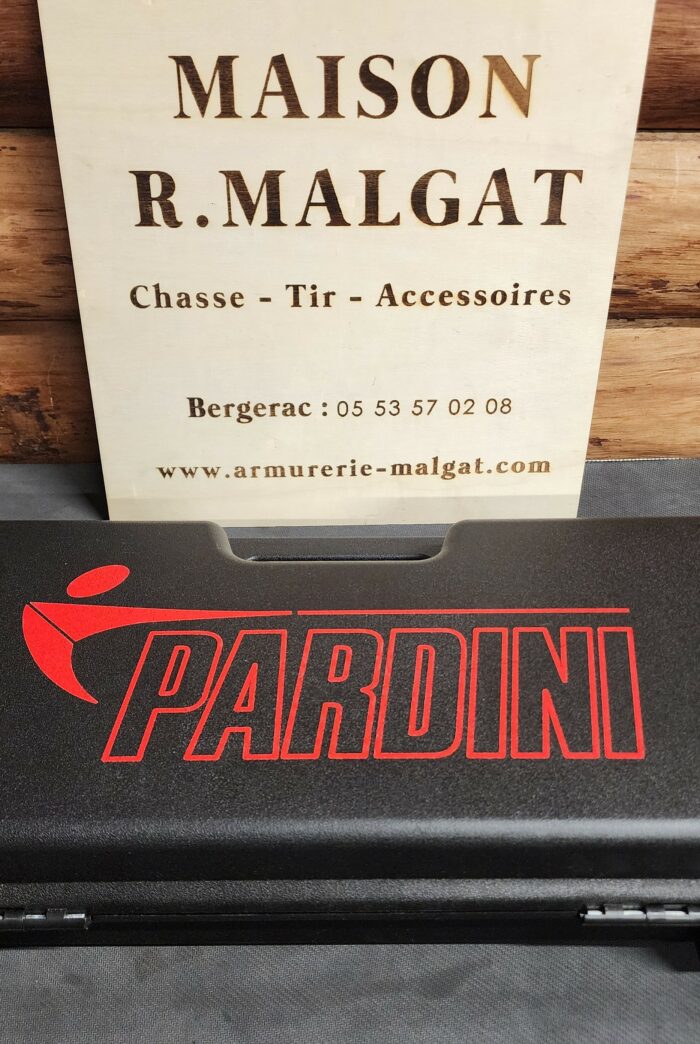 MAISON
R.MALGAT
Chasse - Tir - Accessoires
Bergerac : 05 53 57 02 08
www.armurerie-malgat.com
PARDINI